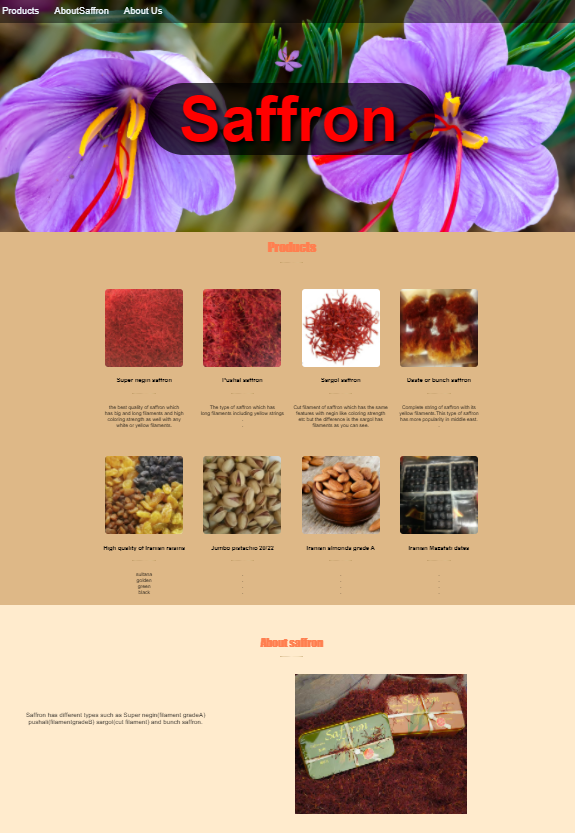 Products AboutSaffron About Us
Saffron
Products
Super negin saffron
Pushal saffron
Sargol saffron
Daste or bunch saffron
the best quality of saffron which
has big and long filaments and high
coloring strength as well with any
white or yellow filaments.
The type of saffron which has
long filaments including yellow strings
Cut filament of saffron which has the same
features with negin like coloring strength
etc but the difference is the sargol has
filaments as you can see.
Complete string of saffron with its
yellow filaments.This type of saffron
has more popularity in middle east
High quality of Iranian raisins
Jumbo pistachio 20/22
Iranian almonds grade A
Iranian Mazafati dates
sultana
golden
green
black
About saffron
Saffron has different types such as Super negin(filament gradeA)
pushali(filamentgradeB) sargol(cut filament) and bunch saffron.
Saffron